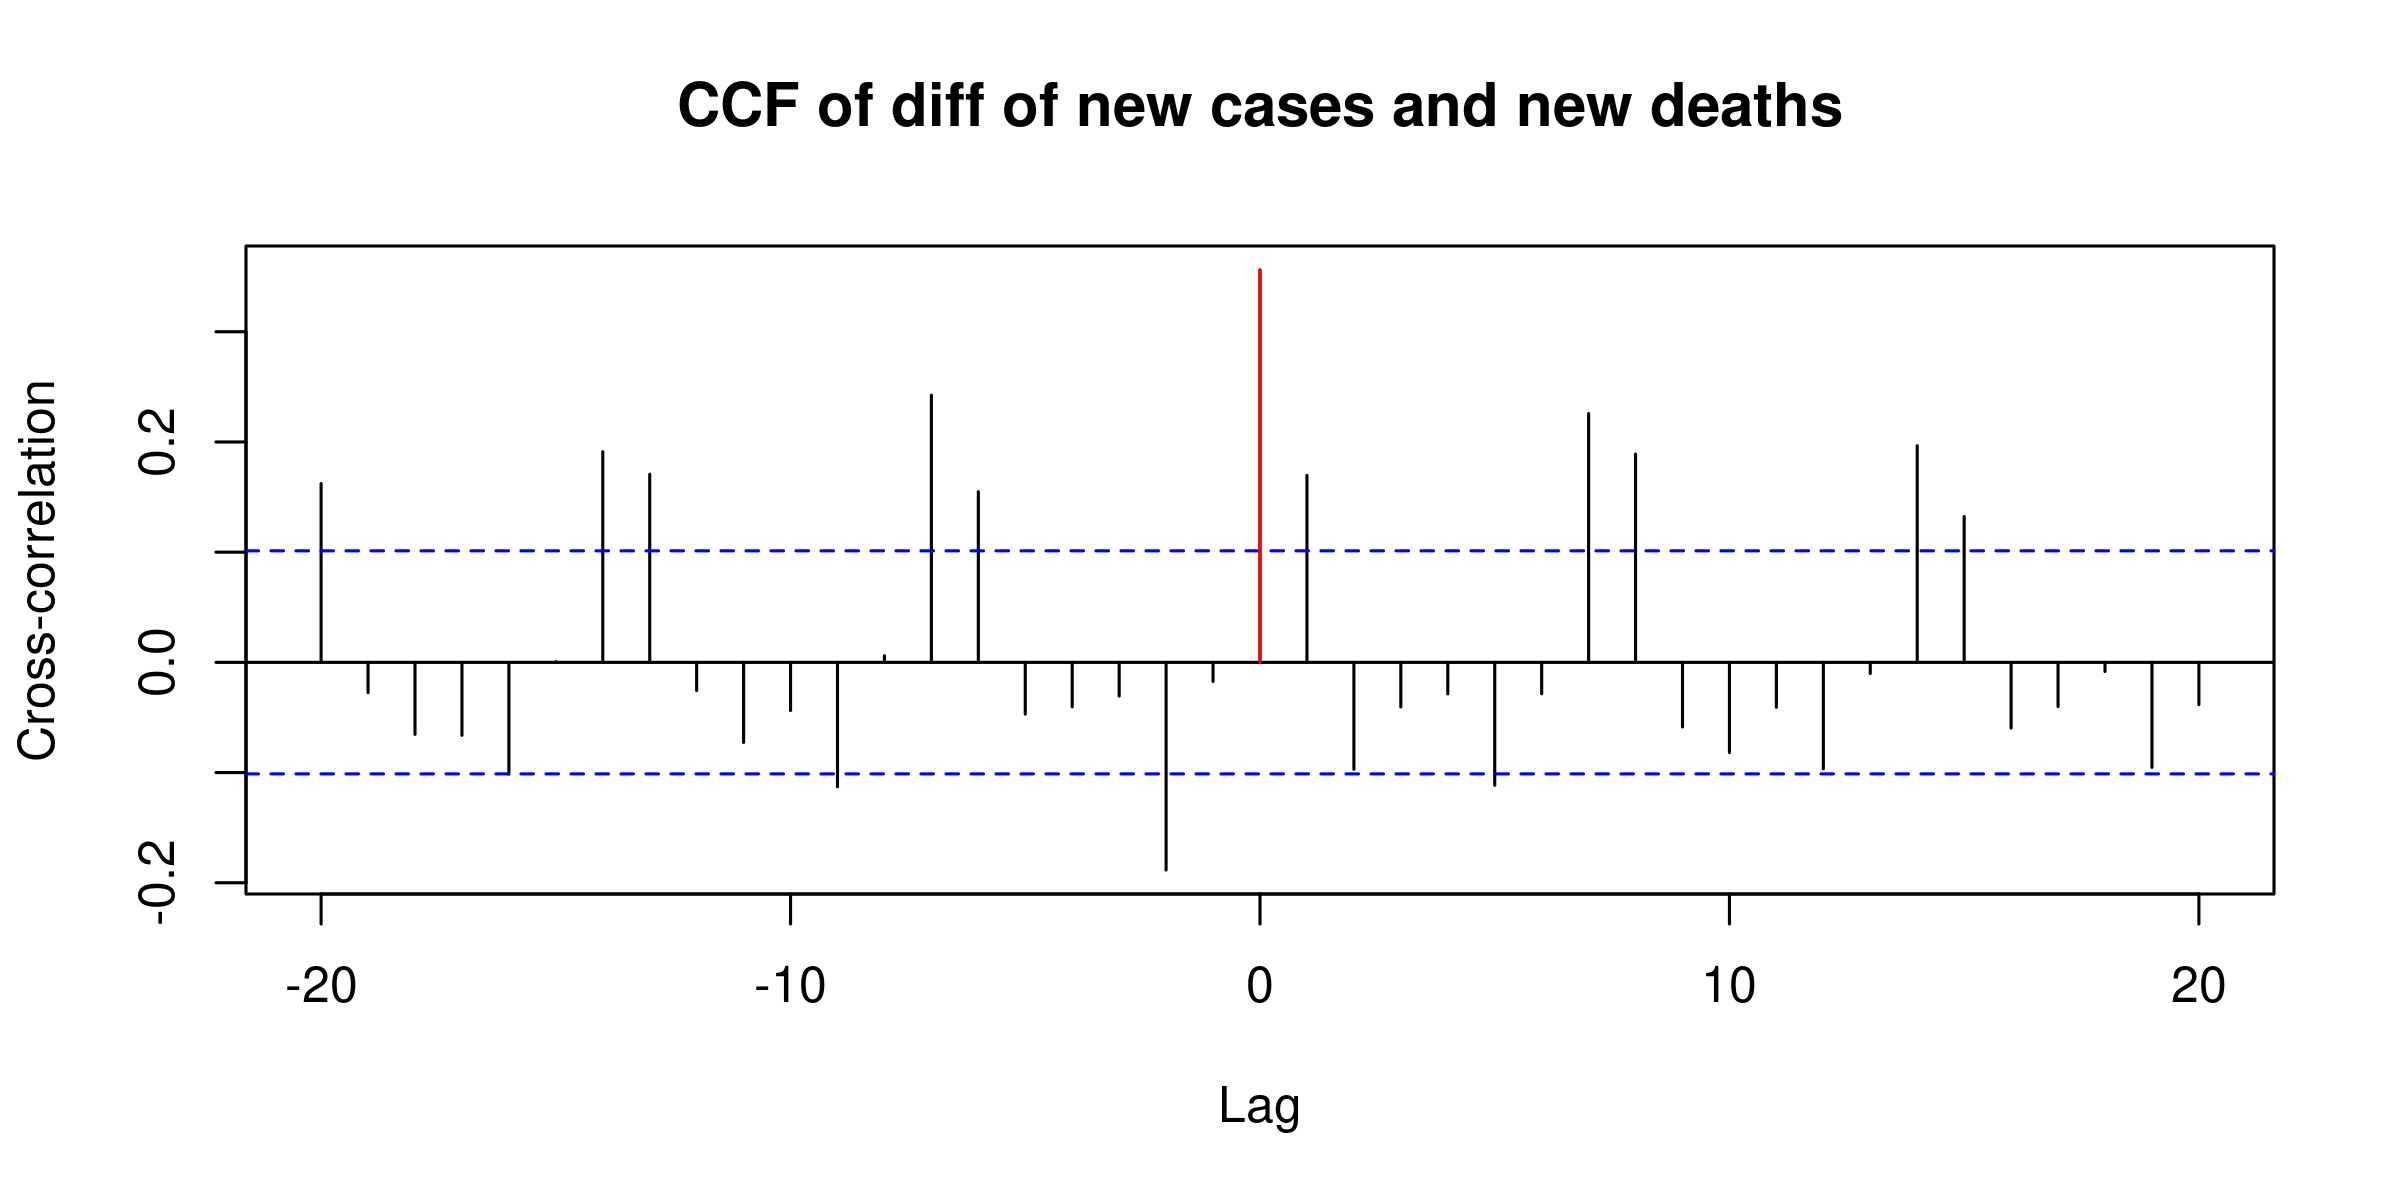 CCF of diff of new cases and new deaths
Cross-correlation
0.2
0.0
-0.2
-20 -10 0 10 20
Lag